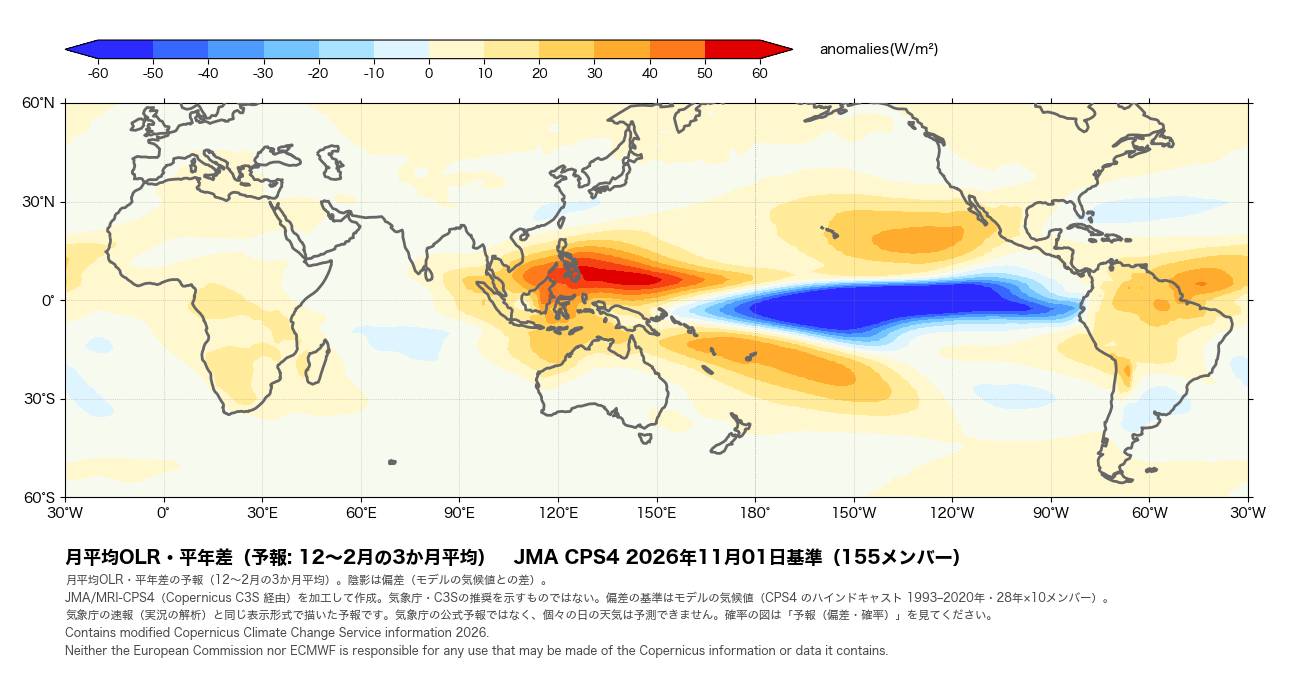 anomalies(W/m²)
-60 -50 -40 -30 -20 -10 0 10 20 30 40 50 60
60°N
30°N
0°
30°S
60°S
30°W 0° 30°E 60°E 90°E 120°E 150°E 180° 150°W 120°W 90°W 60°W 30°W
月平均OLR・平年差（予報: 12〜2月の3か月平均） JMA CPS4 2026年11月01日基準（155メンバー）
月平均OLR・平年差の予報（12〜2月の3か月平均）。陰影は偏差（モデルの気候値との差）。
JMA/MRI-CPS4（Copernicus C3S 経由）を加工して作成。気象庁・C3Sの推奨を示すものではない。偏差の基準はモデルの気候値（CPS4 のハインドキャスト 1993–2020年・28年×10メンバー）。
気象庁の速報（実況の解析）と同じ表示形式で描いた予報です。気象庁の公式予報ではなく、個々の日の天気は予測できません。確率の図は「予報（偏差・確率）」を見てください。
Contains modified Copernicus Climate Change Service information 2026.
Neither the European Commission nor ECMWF is responsible for any use that may be made of the Copernicus information or data it contains.